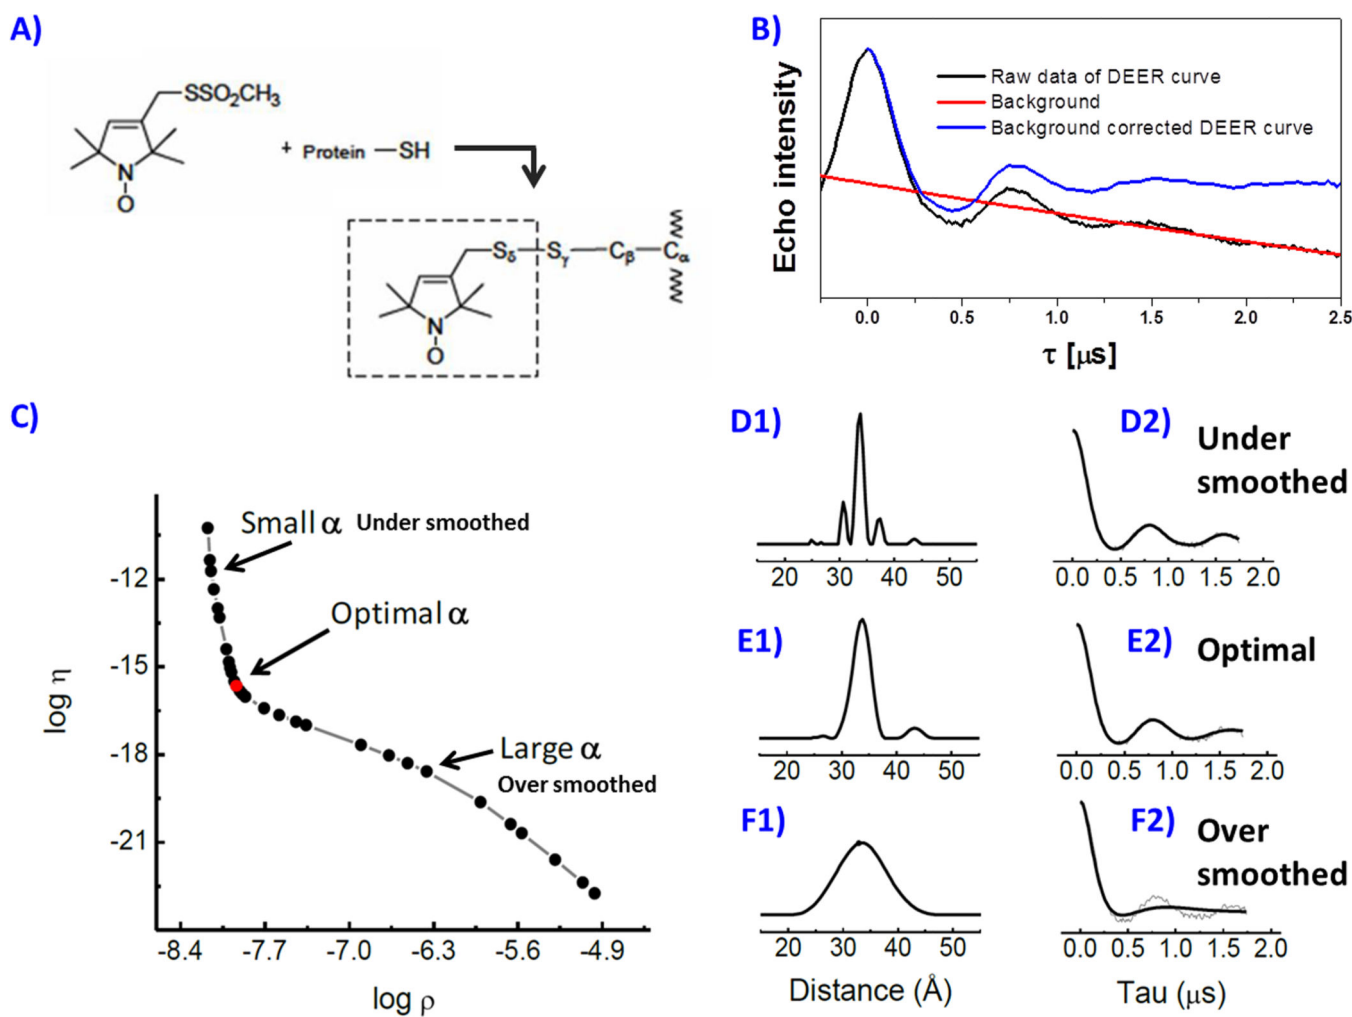 A)
SSO₂CH₃
N
O
+ Protein —SH
Sδ Sγ Cβ Cα
N
O
B)
Echo intensity
Raw data of DEER curve
Background
Background corrected DEER curve
0.0 0.5 1.0 1.5 2.0 2.5
τ [μs]
C)
log η
-12
-15
-18
-21
Small α Under smoothed
Optimal α
Large α
Over smoothed
-8.4 -7.7 -7.0 -6.3 -5.6 -4.9
log ρ
D1)
20 30 40 50
D2)
Under
smoothed
0.0 0.5 1.0 1.5 2.0
E1)
20 30 40 50
E2)
Optimal
0.0 0.5 1.0 1.5 2.0
F1)
20 30 40 50
Distance (Å)
F2)
Over
smoothed
0.0 0.5 1.0 1.5 2.0
Tau (μs)